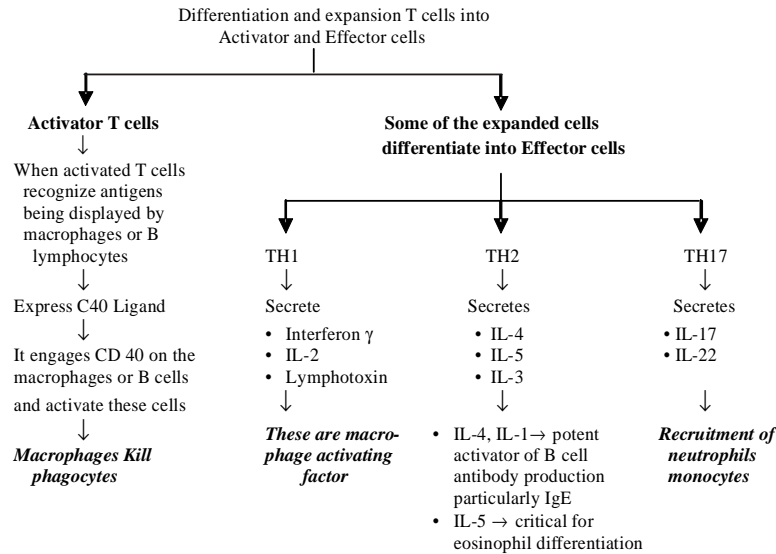 Differentiation and expansion T cells into
Activator and Effector cells
Activator T cells
↓
When activated T cells
recognize antigens
being displayed by
macrophages or B
lymphocytes
↓
Express C40 Ligand
↓
It engages CD 40 on the
macrophages or B cells
and activate these cells
↓
Macrophages Kill
phagocytes
Some of the expanded cells
differentiate into Effector cells
TH1
↓
Secrete
• Interferon γ
• IL-2
• Lymphotoxin
↓
These are macro-
phage activating
factor
TH2
↓
Secretes
• IL-4
• IL-5
• IL-3
↓
• IL-4, IL-1→ potent
activator of B cell
antibody production
particularly IgE
• IL-5 → critical for
eosinophil differentiation
TH17
↓
Secretes
• IL-17
• IL-22
↓
Recruitment of
neutrophils
monocytes